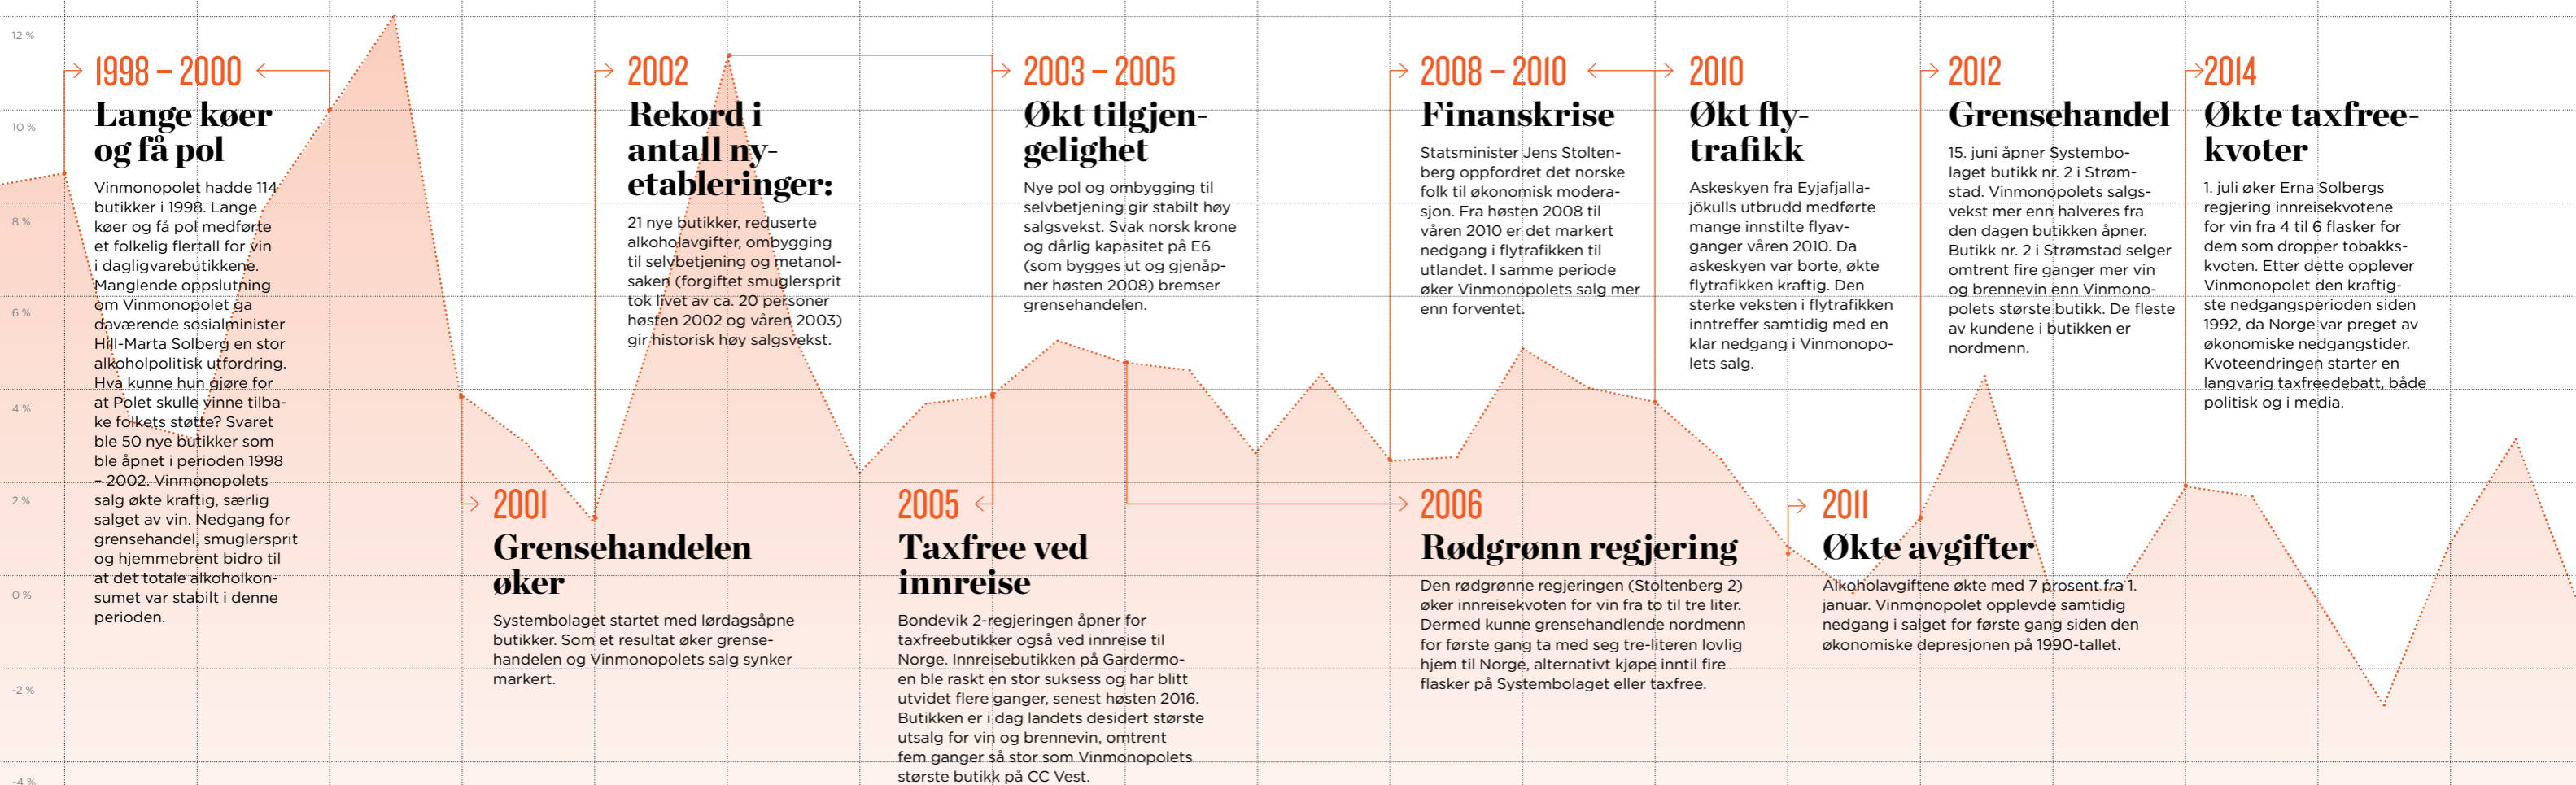 12 %
10 %
8 %
6 %
4 %
2 %
0 %
-2 %
-4 %
1998 – 2000
Lange køer
og få pol
Vinmonopolet hadde 114
butikker i 1998. Lange
køer og få pol medførte
et folkelig flertall for vin
i dagligvarebutikkene.
Manglende oppslutning
om Vinmonopolet ga
daværende sosialminister
Hill-Marta Solberg en stor
alkoholpolitisk utfordring.
Hva kunne hun gjøre for
at Polet skulle vinne tilba-
ke folkets støtte? Svaret
ble 50 nye butikker som
ble åpnet i perioden 1998
– 2002. Vinmonopolets
salg økte kraftig, særlig
salget av vin. Nedgang for
grensehandel, smuglersprit
og hjemmebrent bidro til
at det totale alkoholkon-
sumet var stabilt i denne
perioden.
2001
Grensehandelen
øker
Systembolaget startet med lørdagsåpne
butikker. Som et resultat øker grense-
handelen og Vinmonopolets salg synker
markert.
2002
Rekord i
antall ny-
etableringer:
21 nye butikker, reduserte
alkoholavgifter, ombygging
til selvbetjening og metanol-
saken (forgiftet smuglersprit
tok livet av ca. 20 personer
høsten 2002 og våren 2003)
gir historisk høy salgsvekst.
2003 – 2005
Økt tilgjen-
gelighet
Nye pol og ombygging til
selvbetjening gir stabilt høy
salgsvekst. Svak norsk krone
og dårlig kapasitet på E6
(som bygges ut og gjenåp-
ner høsten 2008) bremser
grensehandelen.
2005
Taxfree ved
innreise
Bondevik 2-regjeringen åpner for
taxfreebutikker også ved innreise til
Norge. Innreisebutikken på Gardermo-
en ble raskt en stor suksess og har blitt
utvidet flere ganger, senest høsten 2016.
Butikken er i dag landets desidert største
utsalg for vin og brennevin, omtrent
fem ganger så stor som Vinmonopolets
største butikk på CC Vest.
2006
Rødgrønn regjering
Den rødgrønne regjeringen (Stoltenberg 2)
øker innreisekvoten for vin fra to til tre liter.
Dermed kunne grensehandlende nordmenn
for første gang ta med seg tre-literen lovlig
hjem til Norge, alternativt kjøpe inntil fire
flasker på Systembolaget eller taxfree.
2008 – 2010
Finanskrise
Statsminister Jens Stolten-
berg oppfordret det norske
folk til økonomisk modera-
sjon. Fra høsten 2008 til
våren 2010 er det markert
nedgang i flytrafikken til
utlandet. I samme periode
øker Vinmonopolets salg mer
enn forventet.
2010
Økt fly-
trafikk
Askeskyen fra Eyjafjalla-
jökulls utbrudd medførte
mange innstilte flyav-
ganger våren 2010. Da
askeskyen var borte, økte
flytrafikken kraftig. Den
sterke veksten i flytrafikken
inntreffer samtidig med en
klar nedgang i Vinmonopo-
lets salg.
2011
Økte avgifter
Alkoholavgiftene økte med 7 prosent fra 1.
januar. Vinmonopolet opplevde samtidig
nedgang i salget for første gang siden den
økonomiske depresjonen på 1990-tallet.
2012
Grensehandel
15. juni åpner Systembo-
laget butikk nr. 2 i Strøm-
stad. Vinmonopolets salgs-
vekst mer enn halveres fra
den dagen butikken åpner.
Butikk nr. 2 i Strømstad selger
omtrent fire ganger mer vin
og brennevin enn Vinmono-
polets største butikk. De fleste
av kundene i butikken er
nordmenn.
2014
Økte taxfree-
kvoter
1. juli øker Erna Solbergs
regjering innreisekvotene
for vin fra 4 til 6 flasker for
dem som dropper tobakks-
kvoten. Etter dette opplever
Vinmonopolet den kraftig-
ste nedgangsperioden siden
1992, da Norge var preget av
økonomiske nedgangstider.
Kvoteendringen starter en
langvarig taxfreedebatt, både
politisk og i media.